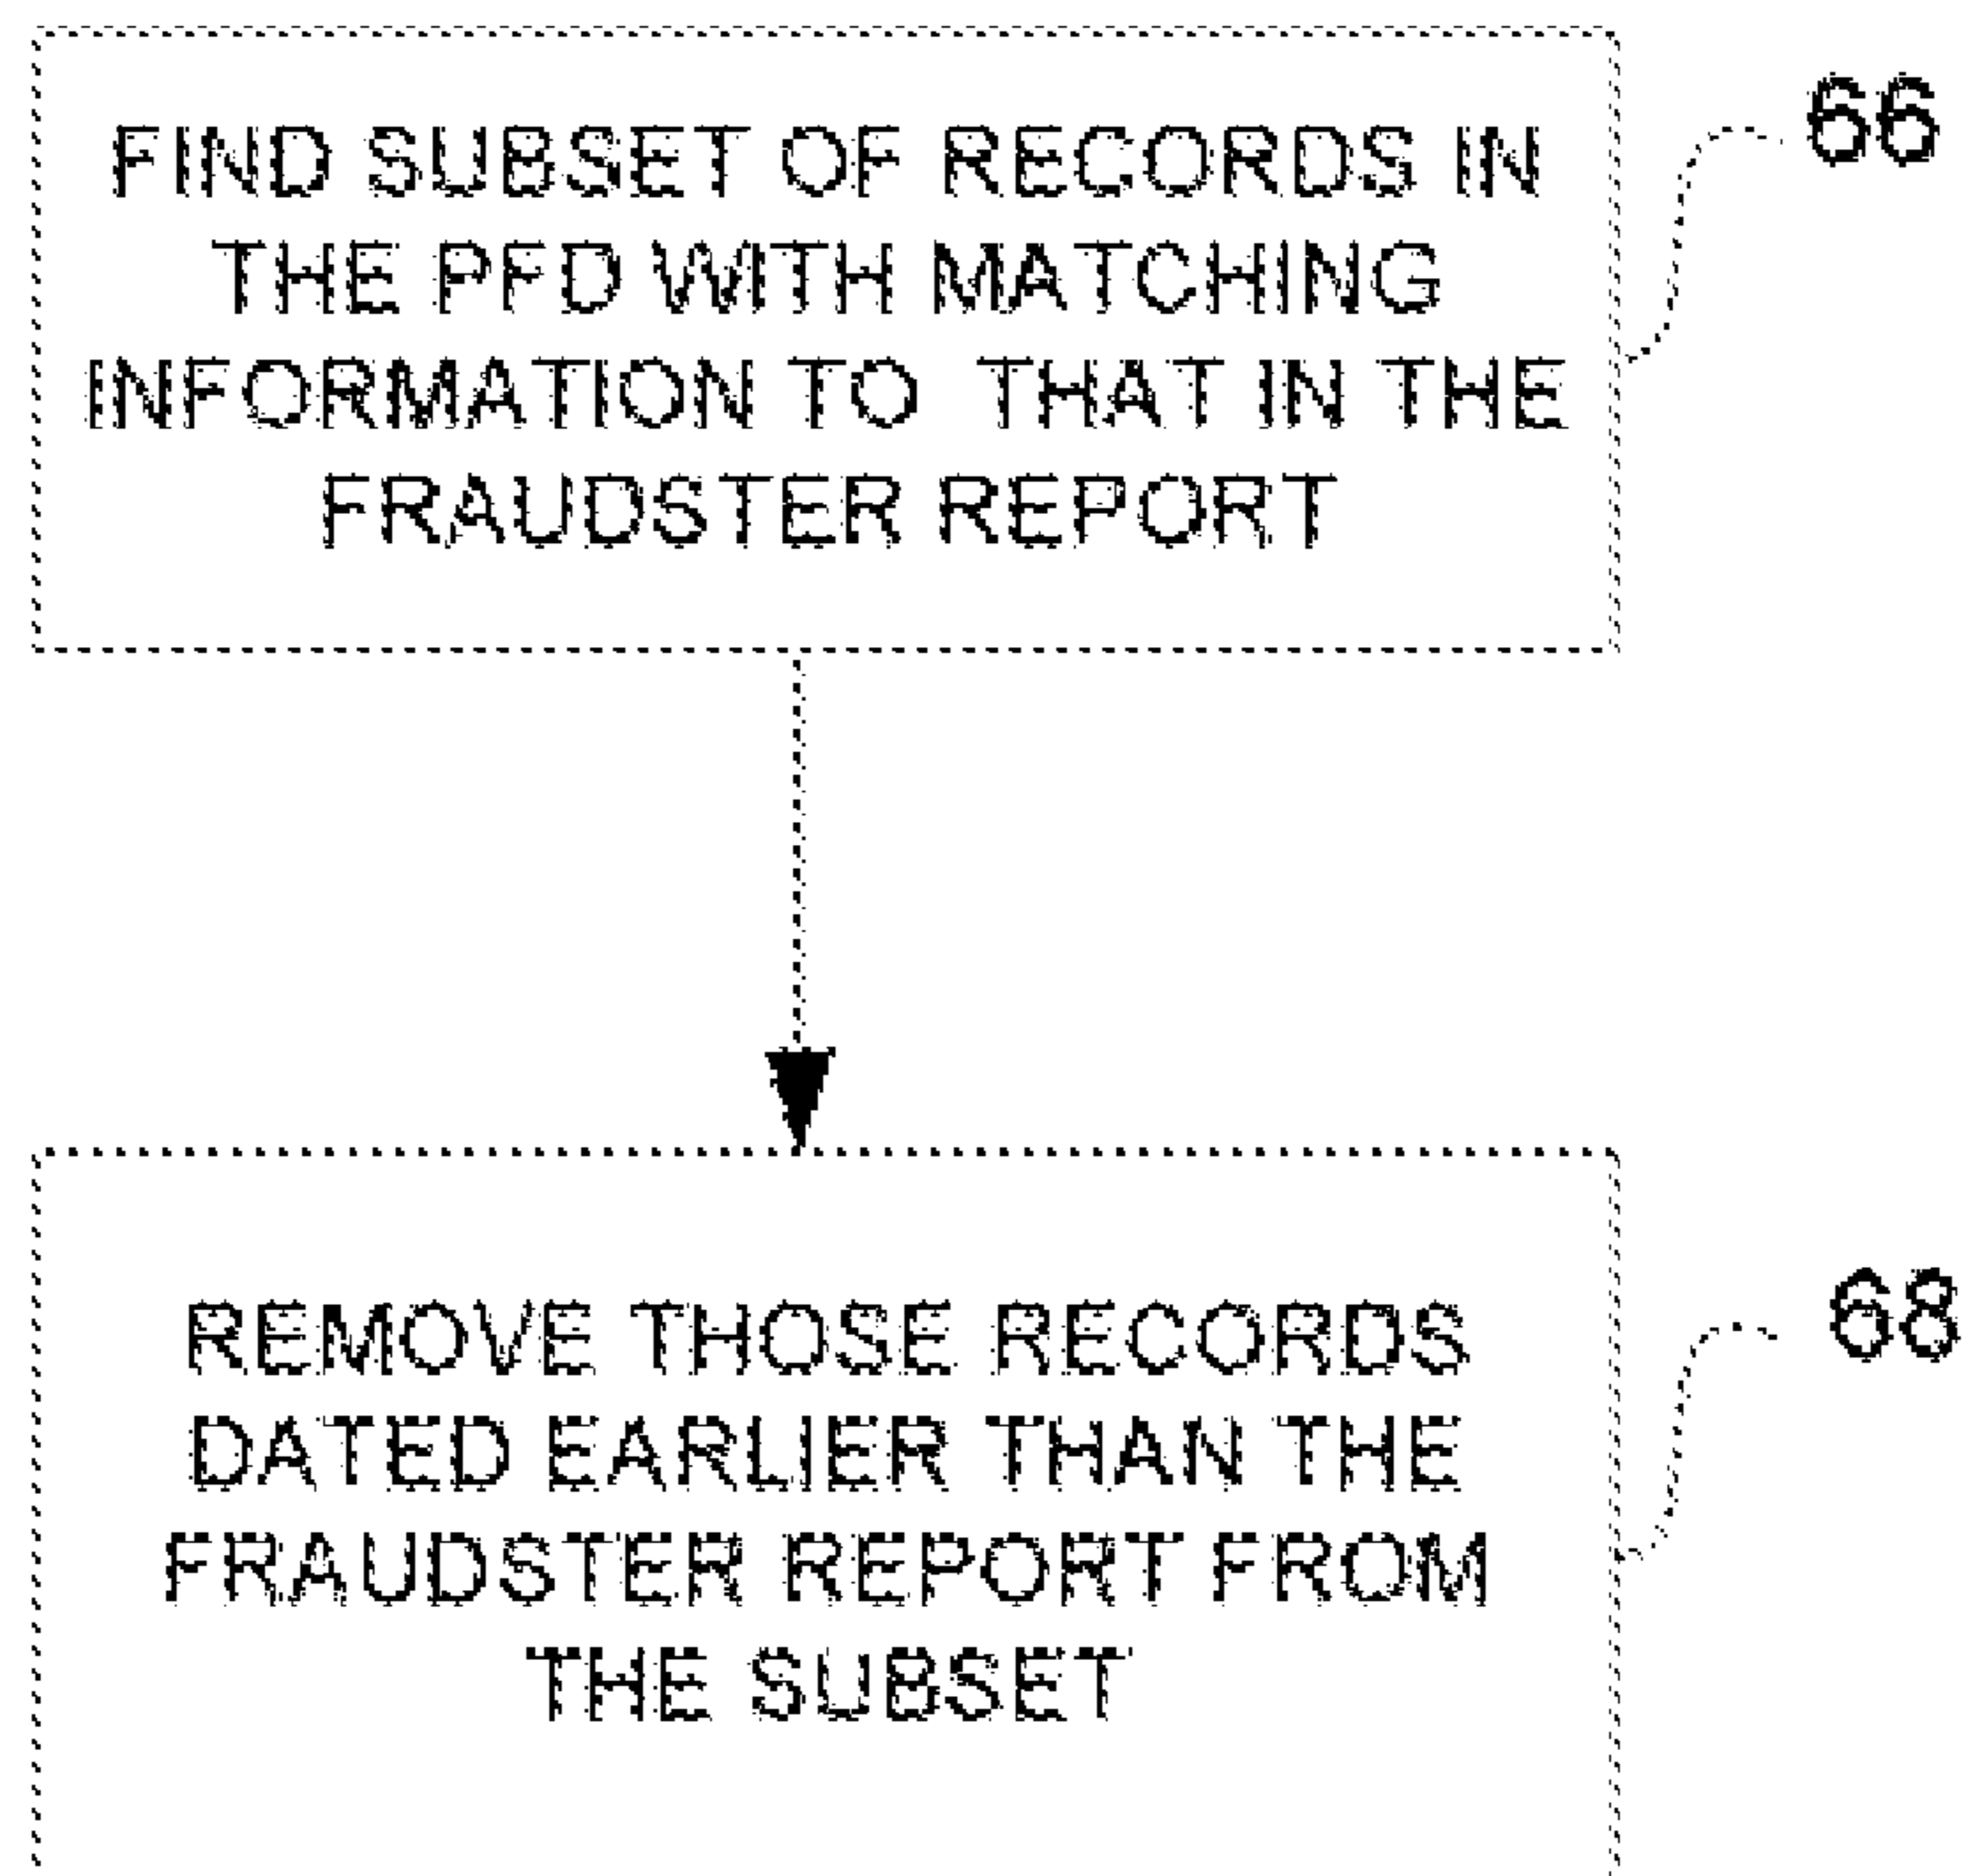 FIND SUBSET OF RECORDS IN
THE PFD WITH MATCHING
INFORMATION TO THAT IN THE
FRAUDSTER REPORT
66
REMOVE THOSE RECORDS
DATED EARLIER THAN THE
FRAUDSTER REPORT FROM
THE SUBSET
68